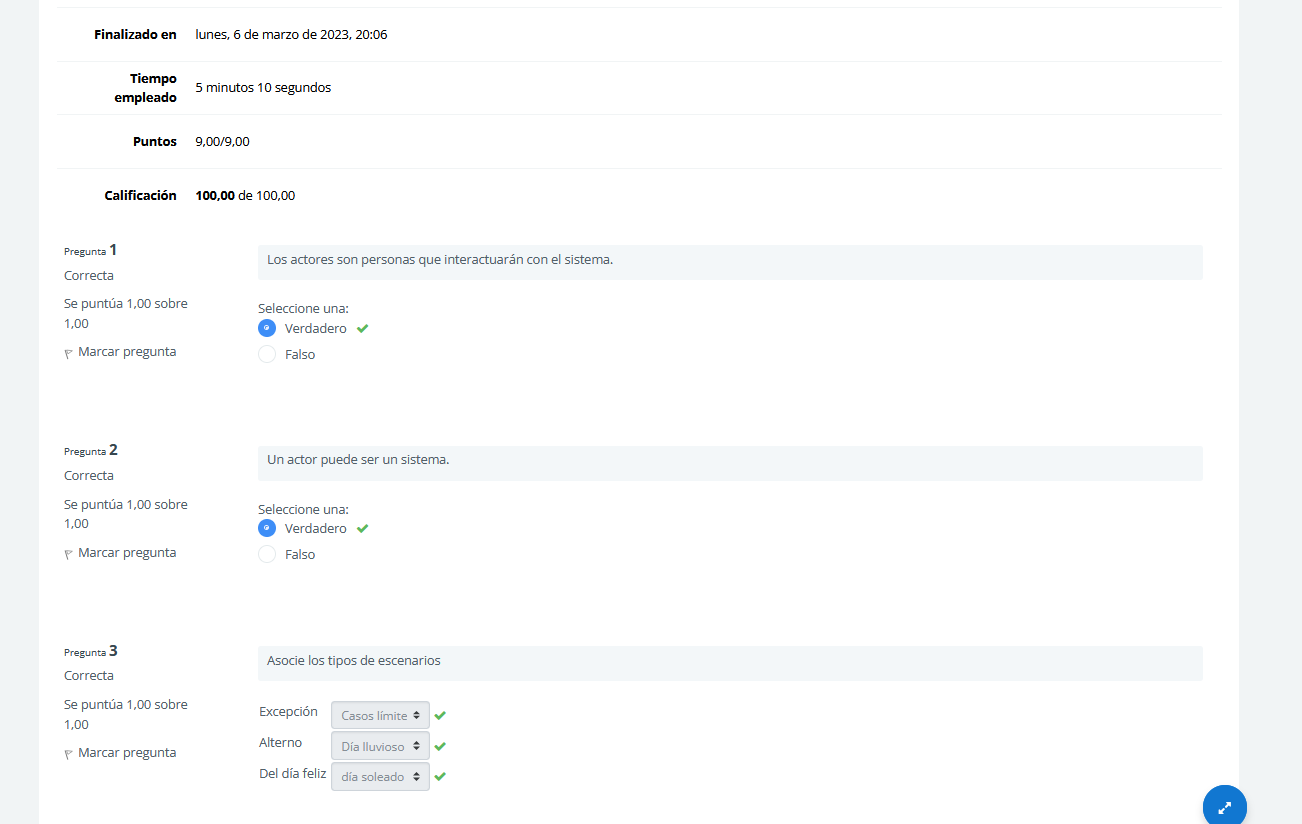 Finalizado en lunes, 6 de marzo de 2023, 20:06
Tiempo empleado 5 minutos 10 segundos
Puntos 9,00/9,00
Calificación 100,00 de 100,00
Pregunta 1
Correcta
Se puntúa 1,00 sobre
1,00
Marcar pregunta
Los actores son personas que interactuarán con el sistema.
Seleccione una:
Verdadero
Falso
Pregunta 2
Correcta
Se puntúa 1,00 sobre
1,00
Marcar pregunta
Un actor puede ser un sistema.
Seleccione una:
Verdadero
Falso
Pregunta 3
Correcta
Se puntúa 1,00 sobre
1,00
Marcar pregunta
Asocie los tipos de escenarios
Excepción Casos límite
Alterno Día lluvioso
Del día feliz día soleado